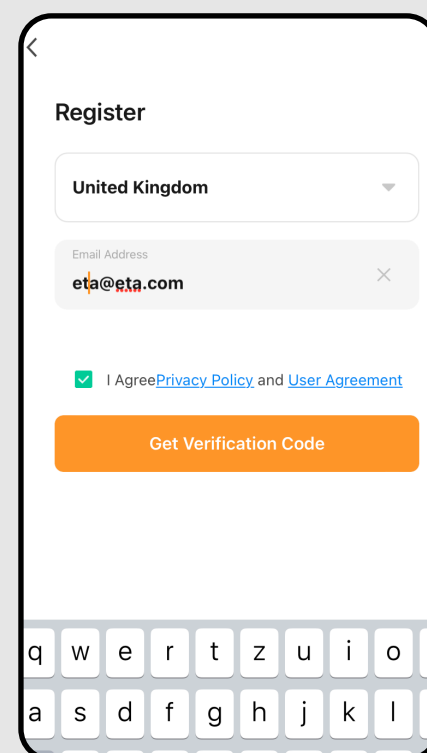 Register
United Kingdom
Email Address
eta@eta.com
I AgreePrivacy Policy and User Agreement
Get Verification Code
q w e r t z u i o
a s d f g h j k l